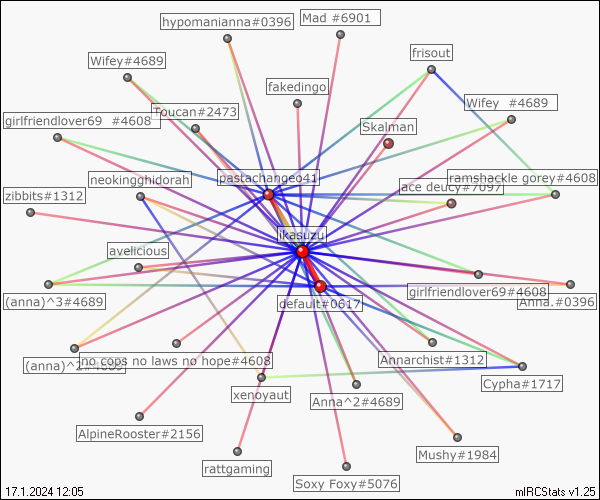 hypomanianna#0396
Mad #6901
frisout
Wifey#4689
fakedingo
Wifey #4689
Toucan#2473
girlfriendlover69 #4608
Skalman
neokingghidorah
pastachangeo41
ramshackle gorey#4608
ace deucy#7097
zibbits#1312
ikasuzu
avelicious
(anna)^3#4689
default#0617
girlfriendlover69#4608
Anna.#0396
(anna)^2#4689
no cops no laws no hope#4608
Annarchist#1312
Cypha#1717
xenoyaut
Anna^2#4689
AlpineRooster#2156
Mushy#1984
rattgaming
Soxy Foxy#5076
17.1.2024 12:05
mIRCStats v1.25